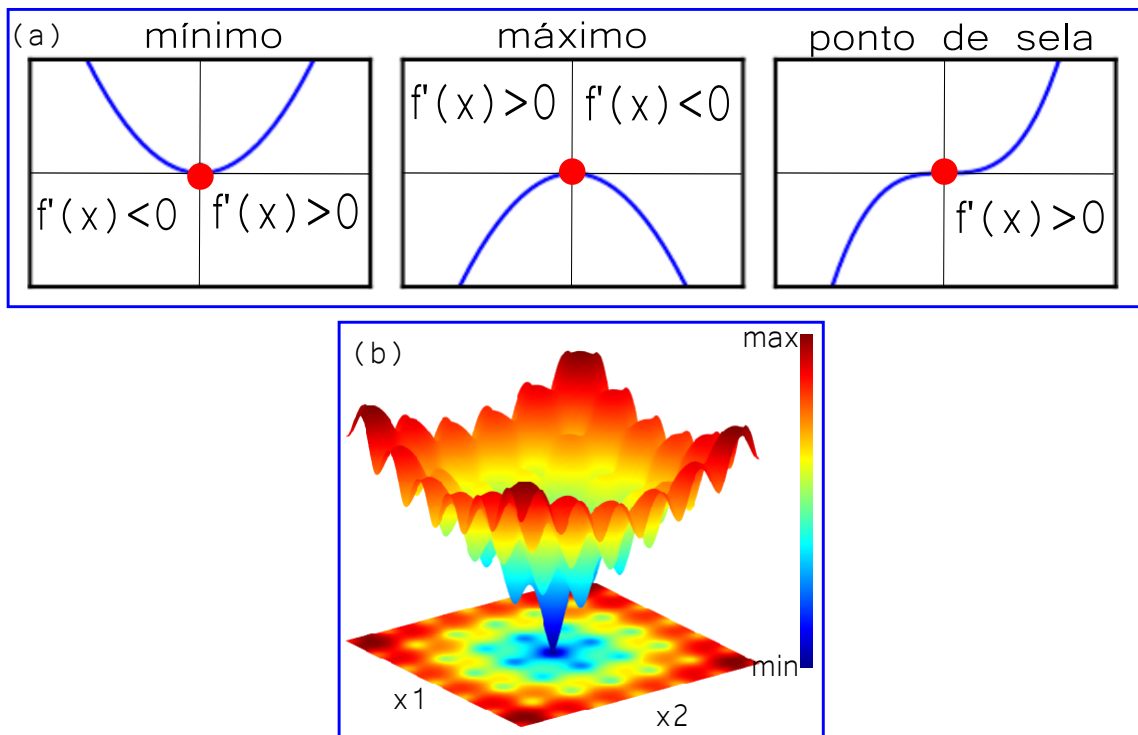 (a)
mínimo
máximo
ponto de sela
f'(x)<0
f'(x)>0
f'(x)>0
f'(x)<0
f'(x)>0
(b)
max
min
x1
x2